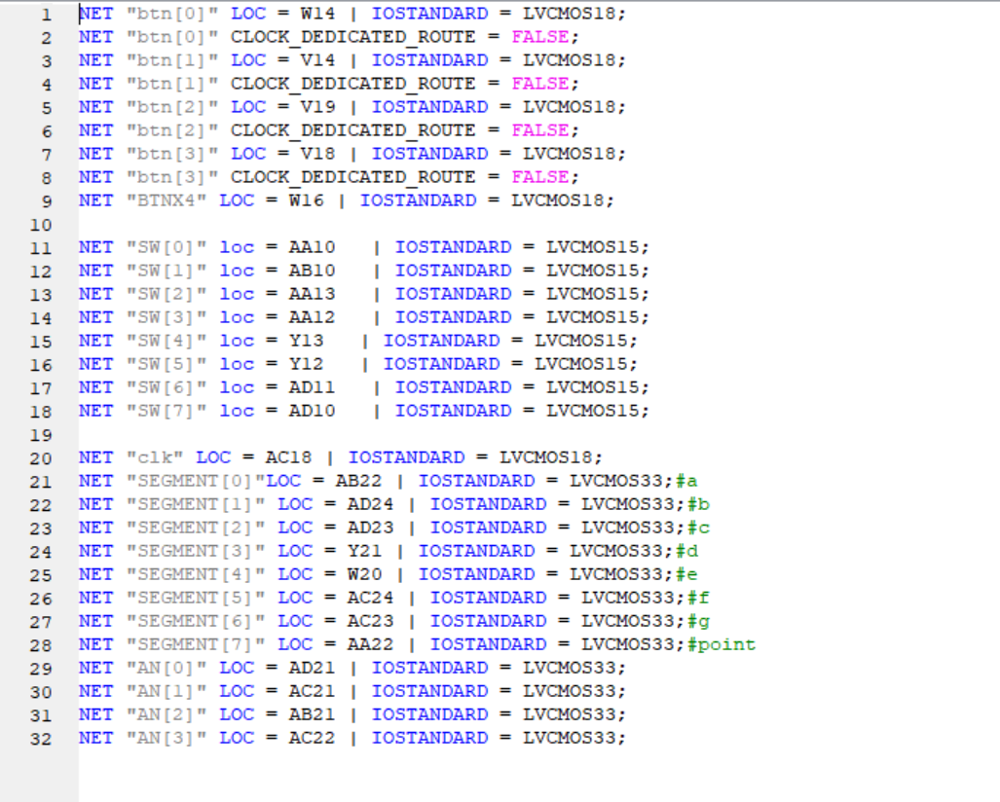 1 NET "btn[0]" LOC = W14 | IOSTANDARD = LVCMOS18;
2 NET "btn[0]" CLOCK_DEDICATED_ROUTE = FALSE;
3 NET "btn[1]" LOC = V14 | IOSTANDARD = LVCMOS18;
4 NET "btn[1]" CLOCK_DEDICATED_ROUTE = FALSE;
5 NET "btn[2]" LOC = V19 | IOSTANDARD = LVCMOS18;
6 NET "btn[2]" CLOCK_DEDICATED_ROUTE = FALSE;
7 NET "btn[3]" LOC = V18 | IOSTANDARD = LVCMOS18;
8 NET "btn[3]" CLOCK_DEDICATED_ROUTE = FALSE;
9 NET "BTNX4" LOC = W16 | IOSTANDARD = LVCMOS18;
10
11 NET "SW[0]" loc = AA10   | IOSTANDARD = LVCMOS15;
12 NET "SW[1]" loc = AB10   | IOSTANDARD = LVCMOS15;
13 NET "SW[2]" loc = AA13   | IOSTANDARD = LVCMOS15;
14 NET "SW[3]" loc = AA12   | IOSTANDARD = LVCMOS15;
15 NET "SW[4]" loc = Y13   | IOSTANDARD = LVCMOS15;
16 NET "SW[5]" loc = Y12   | IOSTANDARD = LVCMOS15;
17 NET "SW[6]" loc = AD11   | IOSTANDARD = LVCMOS15;
18 NET "SW[7]" loc = AD10   | IOSTANDARD = LVCMOS15;
19
20 NET "clk" LOC = AC18 | IOSTANDARD = LVCMOS18;
21 NET "SEGMENT[0]"LOC = AB22 | IOSTANDARD = LVCMOS33;#a
22 NET "SEGMENT[1]" LOC = AD24 | IOSTANDARD = LVCMOS33;#b
23 NET "SEGMENT[2]" LOC = AD23 | IOSTANDARD = LVCMOS33;#c
24 NET "SEGMENT[3]" LOC = Y21 | IOSTANDARD = LVCMOS33;#d
25 NET "SEGMENT[4]" LOC = W20 | IOSTANDARD = LVCMOS33;#e
26 NET "SEGMENT[5]" LOC = AC24 | IOSTANDARD = LVCMOS33;#f
27 NET "SEGMENT[6]" LOC = AC23 | IOSTANDARD = LVCMOS33;#g
28 NET "SEGMENT[7]" LOC = AA22 | IOSTANDARD = LVCMOS33;#point
29 NET "AN[0]" LOC = AD21 | IOSTANDARD = LVCMOS33;
30 NET "AN[1]" LOC = AC21 | IOSTANDARD = LVCMOS33;
31 NET "AN[2]" LOC = AB21 | IOSTANDARD = LVCMOS33;
32 NET "AN[3]" LOC = AC22 | IOSTANDARD = LVCMOS33;